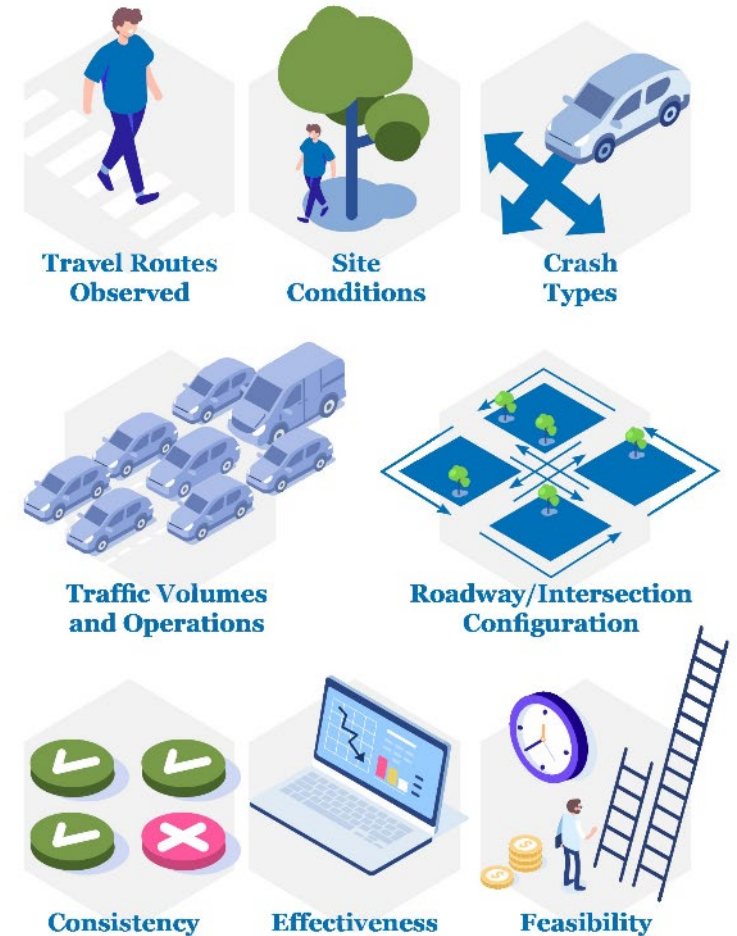 Travel Routes
Observed
Site
Conditions
Crash
Types
Traffic Volumes
and Operations
Roadway/Intersection
Configuration
Consistency
Effectiveness
Feasibility